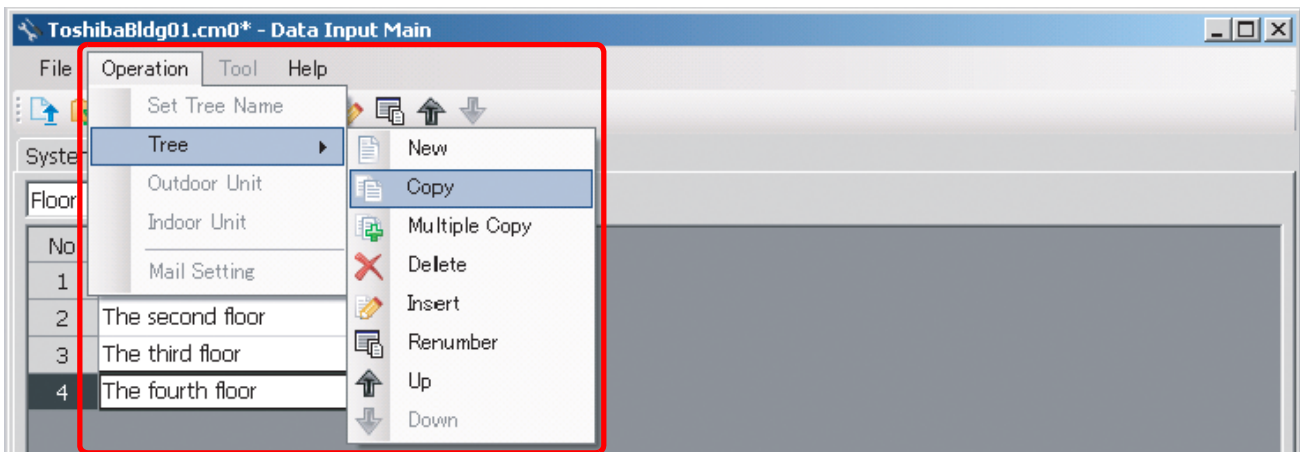 ToshibaBldg01.cm0* - Data Input Main
File Operation Tool Help
Set Tree Name
Tree
Outdoor Unit
Indoor Unit
Mail Setting
New
Copy
Multiple Copy
Delete
Insert
Renumber
Up
Down
Floor
No
1
2 The second floor
3 The third floor
4 The fourth floor